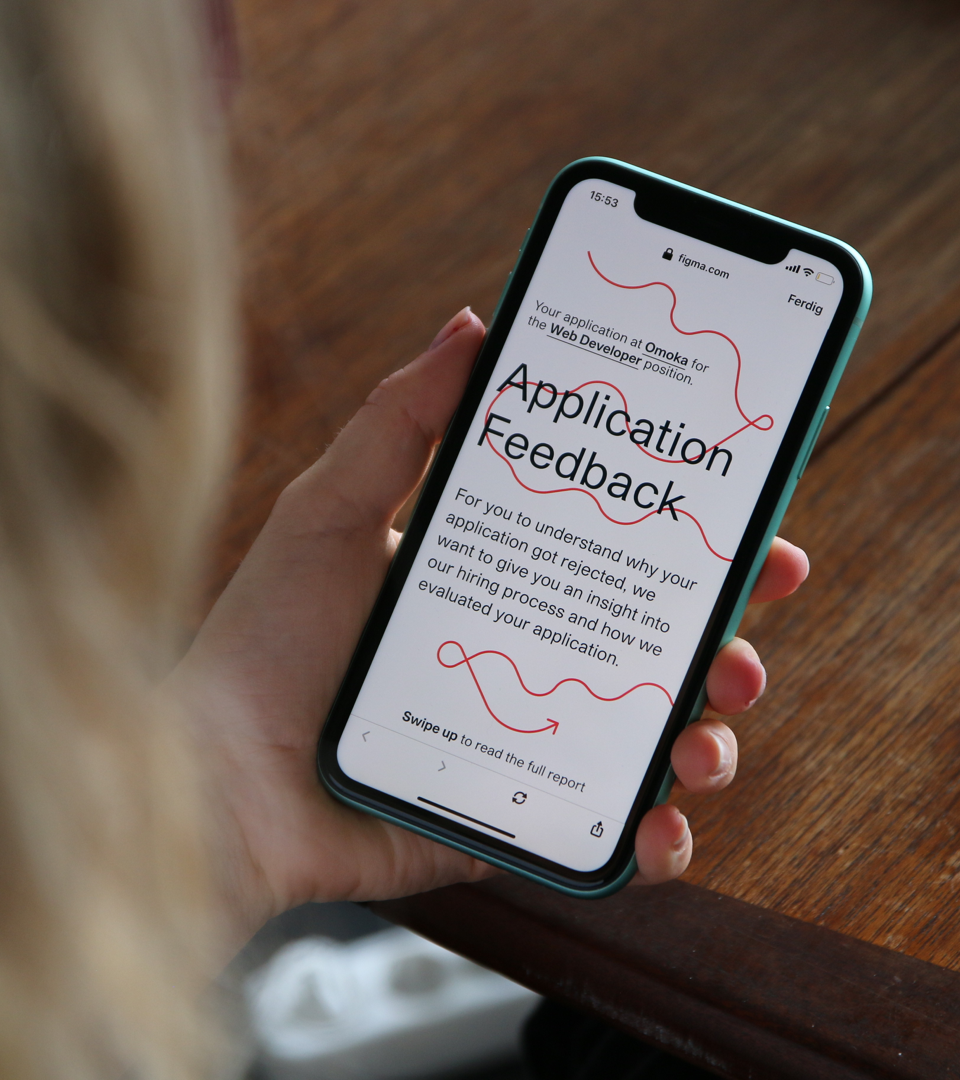 15:53
figma.com
Ferdig
Your application at Omoka for
the Web Developer position.
Application
Feedback
For you to understand why your
application got rejected, we
want to give you an insight into
our hiring process and how we
evaluated your application.
Swipe up to read the full report